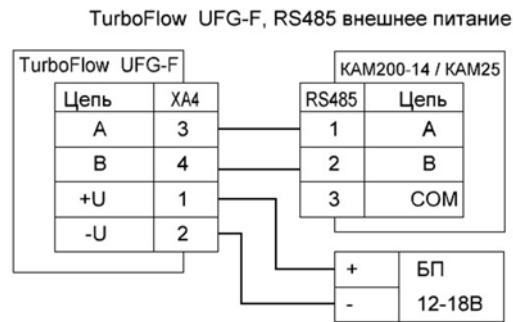 TurboFlow UFG-F, RS485 внешнее питание
TurboFlow UFG-F
КАМ200-14 / КАМ25
Цепь XA4 RS485 Цепь
A 3 1 A
B 4 2 B
+U 1 3 COM
-U 2
+ БП
- 12-18В